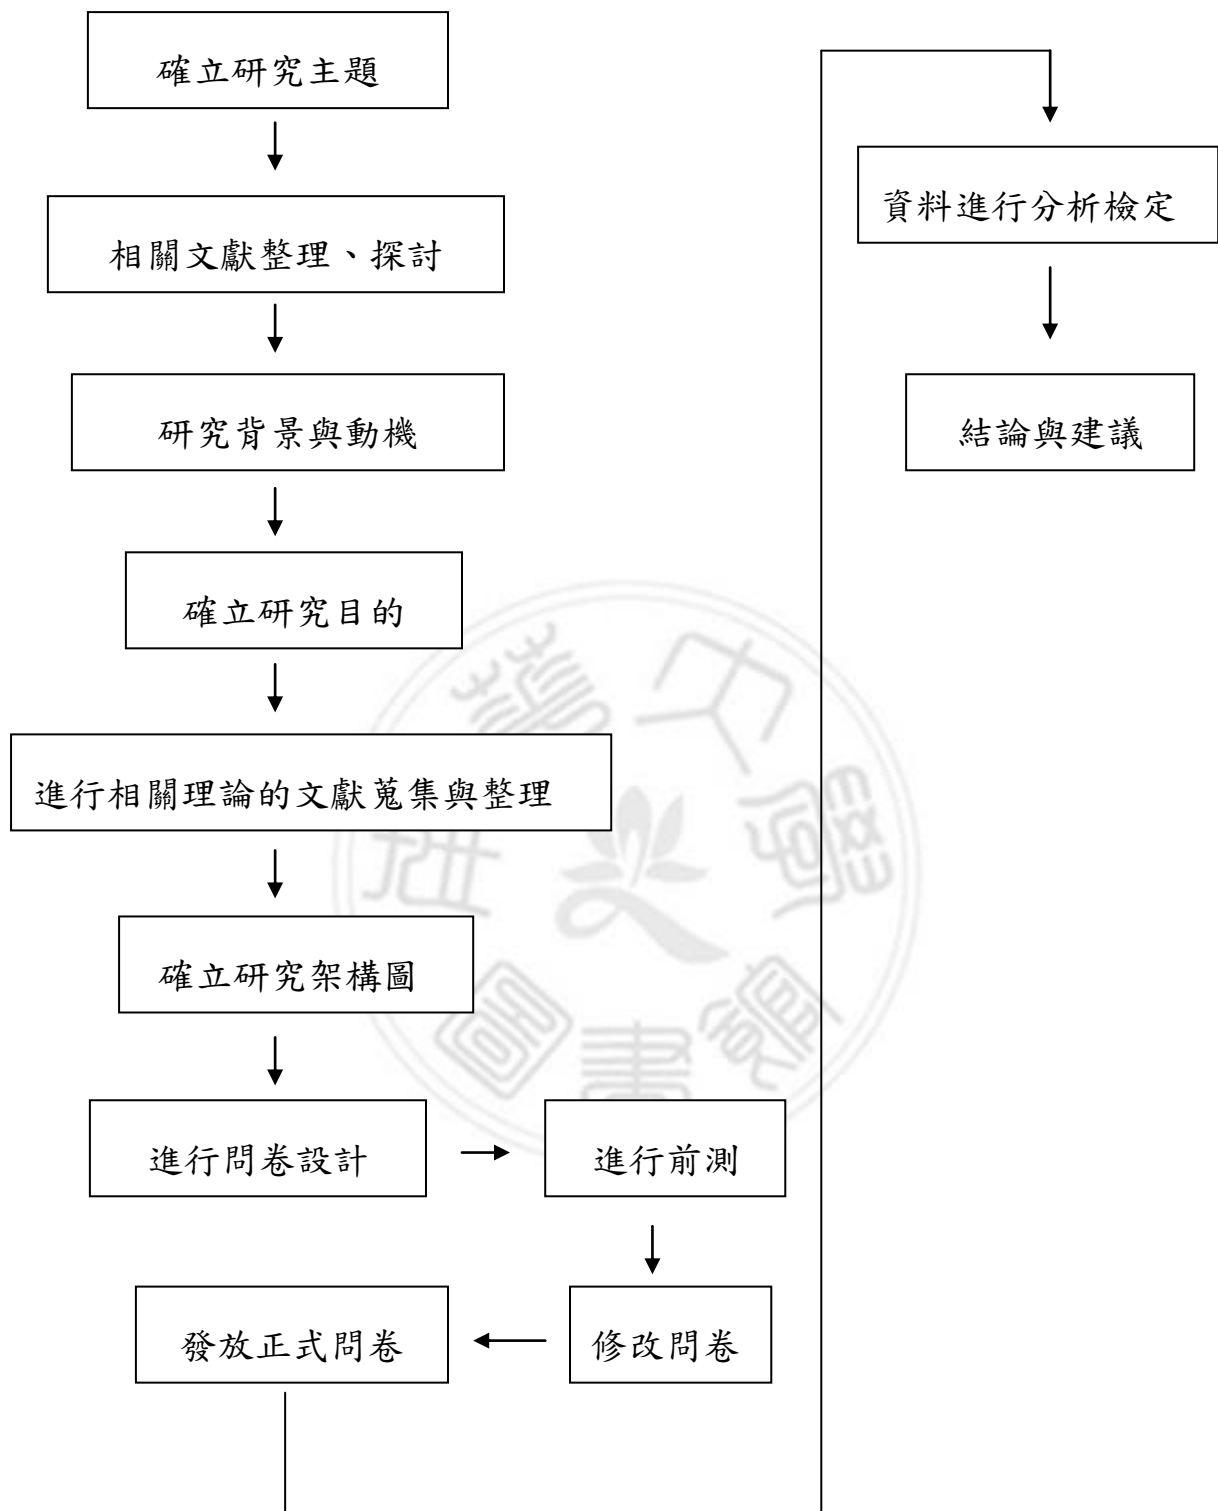 確立研究主題
相關文獻整理、探討
研究背景與動機
確立研究目的
進行相關理論的文獻蒐集與整理
確立研究架構圖
進行問卷設計
進行前測
修改問卷
發放正式問卷
資料進行分析檢定
結論與建議